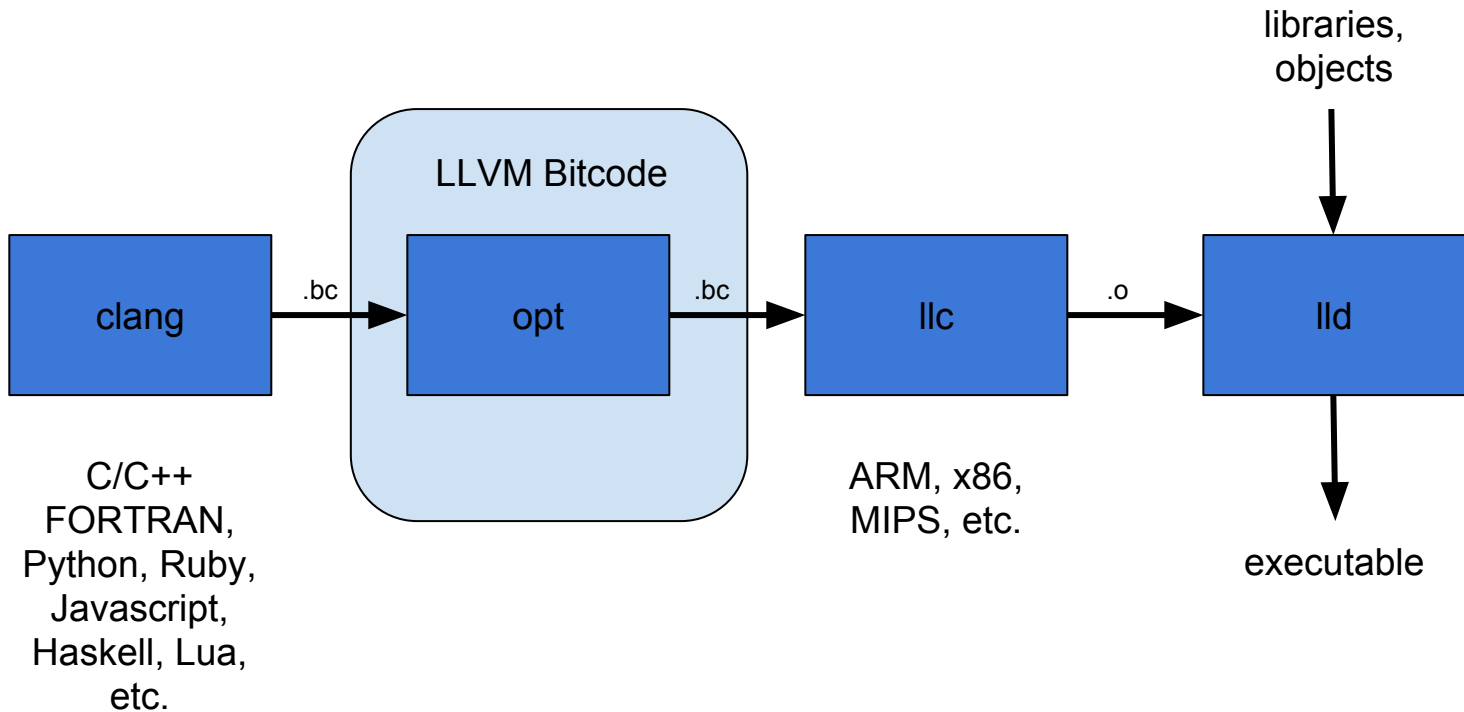 libraries,
objects
LLVM Bitcode
clang
.bc
opt
.bc
llc
.o
lld
C/C++
FORTRAN,
Python, Ruby,
Javascript,
Haskell, Lua,
etc.
ARM, x86,
MIPS, etc.
executable